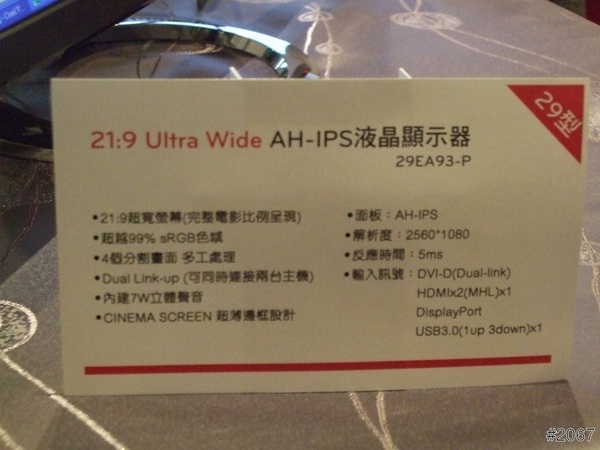 29型
21:9 Ultra Wide AH-IPS液晶顯示器
29EA93-P
•21:9超寬螢幕(完整電影比例呈現)
•超越99% sRGB色域
•4個分割畫面 多工處理
•Dual Link-up (可同時連接兩台主機)
•內建7W立體聲音
•CINEMA SCREEN 超薄邊框設計
•面板：AH-IPS
•解析度：2560*1080
•反應時間：5ms
•輸入訊號：DVI-D(Dual-link)
HDMIx2(MHL)x1
DisplayPort
USB3.0(1up 3down)x1
#2067